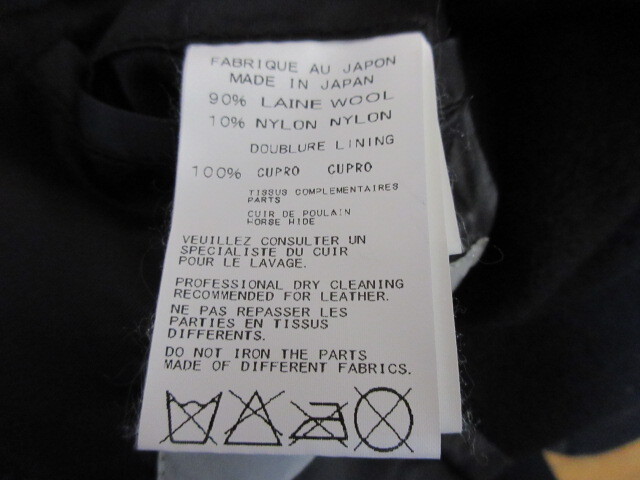 FABRIQUE AU JAPON
MADE IN JAPAN
90% LAINE WOOL
10% NYLON NYLON
DOUBLURE LINING
100% CUPRO CUPRO
TISSUS COMPLEMENTAIRES
PARTS
CUIR DE POULAIN
HORSE HIDE
VEUILLEZ CONSULTER UN
SPECIALISTE DU CUIR
POUR LE LAVAGE.
PROFESSIONAL DRY CLEANING
RECOMMENDED FOR LEATHER.
NE PAS REPASSER LES
PARTIES EN TISSUS
DIFFERENTS.
DO NOT IRON THE PARTS
MADE OF DIFFERENT FABRICS.